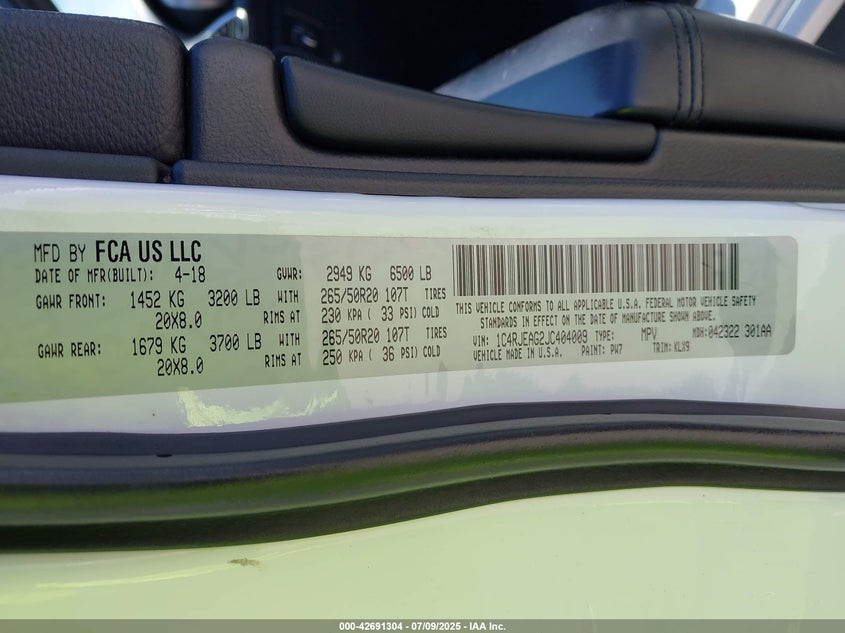 MFD BY FCA US LLC
DATE OF MFR(BUILT): 4-18 GVWR: 2949 KG 6500 LB
GAWR FRONT: 1452 KG 3200 LB WITH 265/50R20 107T TIRES
20X8.0 RIMS AT 230 KPA ( 33 PSI) COLD
GAWR REAR: 1679 KG 3700 LB WITH 265/50R20 107T TIRES
20X8.0 RIMS AT 250 KPA ( 36 PSI) COLD
THIS VEHICLE CONFORMS TO ALL APPLICABLE U.S.A. FEDERAL MOTOR VEHICLE SAFETY
STANDARDS IN EFFECT ON THE DATE OF MANUFACTURE SHOWN ABOVE.
VIN: 1C4RJEAG2JC404009 TYPE: MPV MDH: 042322 301AA
VEHICLE MADE IN U.S.A. PAINT: PW7 TRIM: KLX9
000-42691304 - 07/09/2025 - IAA Inc.